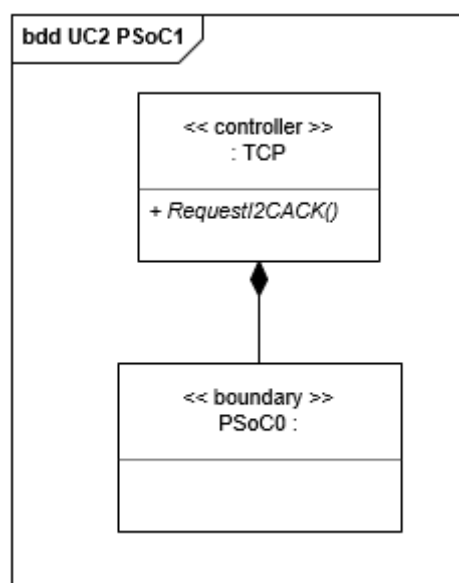 bdd UC2 PSoC1
<< controller >>
: TCP
+ RequestI2CACK()
<< boundary >>
PSoC0 :